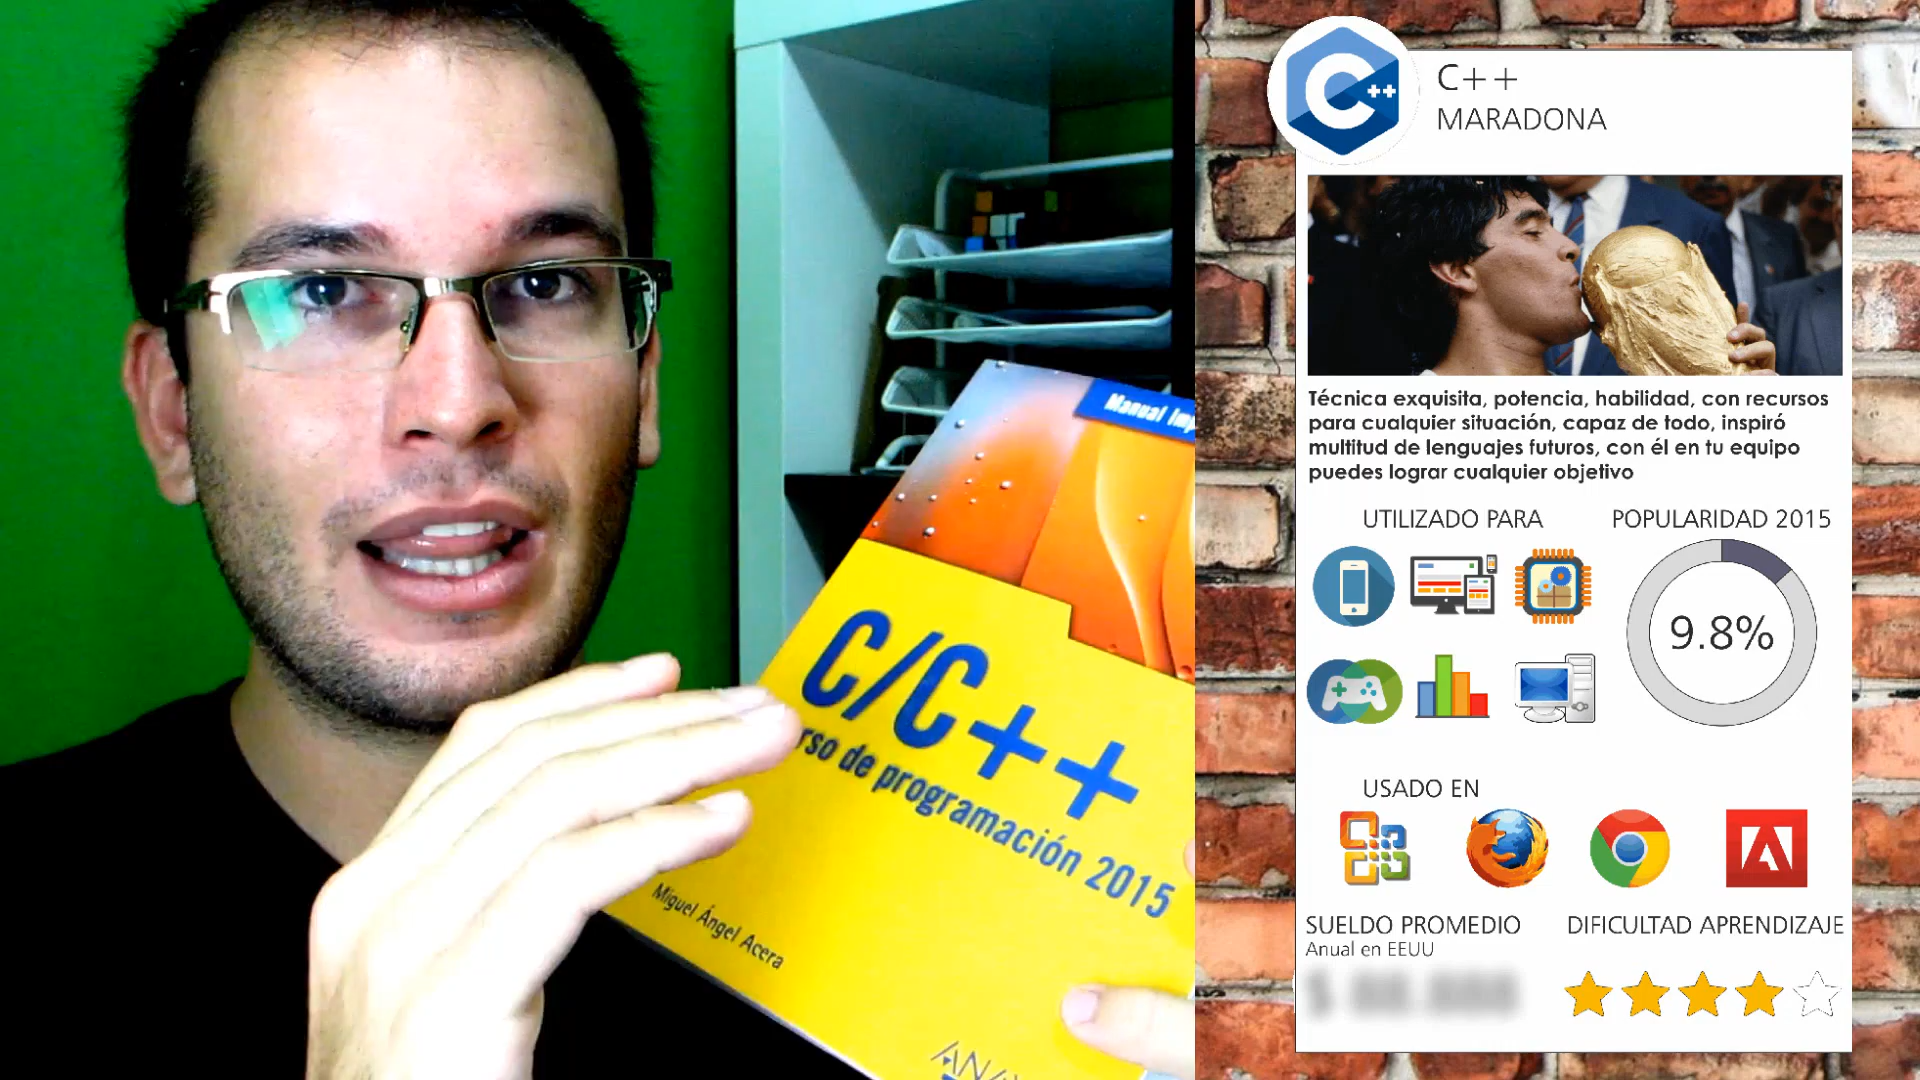 Manual Imp
C/C++
rso de programación 2015
Miguel Ángel Acera
ANA
C++
MARADONA
Técnica exquisita, potencia, habilidad, con recursos
para cualquier situación, capaz de todo, inspiró
multitud de lenguajes futuros, con él en tu equipo
puedes lograr cualquier objetivo
UTILIZADO PARA
POPULARIDAD 2015
9.8%
USADO EN
SUELDO PROMEDIO
Anual en EEUU
DIFICULTAD APRENDIZAJE